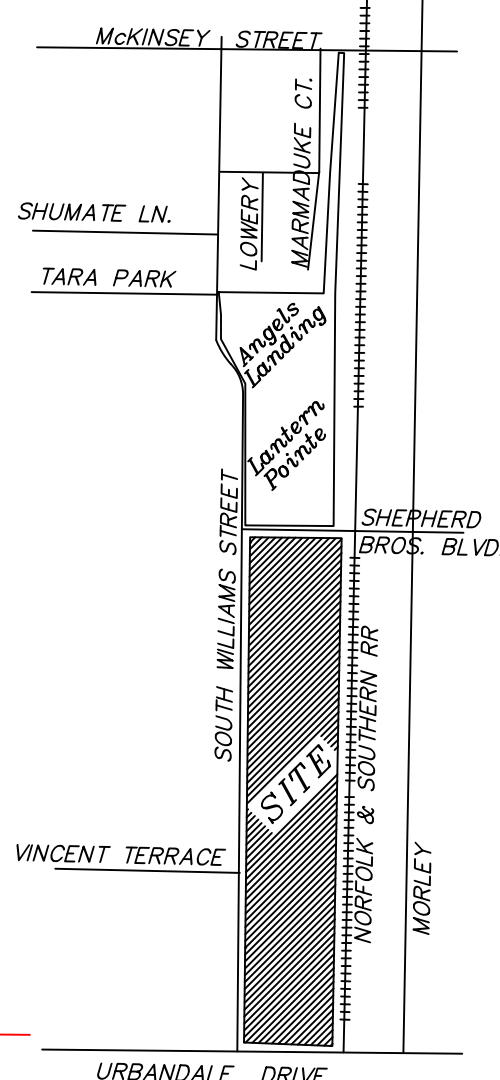 McKINSEY STREET
MARMADUKE CT.
LOWERY
SHUMATE LN.
TARA PARK
Angels
Landing
Lantern
Pointe
SOUTH WILLIAMS STREET
SHEPHERD
BROS. BLVD.
SITE
NORFOLK & SOUTHERN RR
VINCENT TERRACE
MORLEY
URBANDALE DRIVE